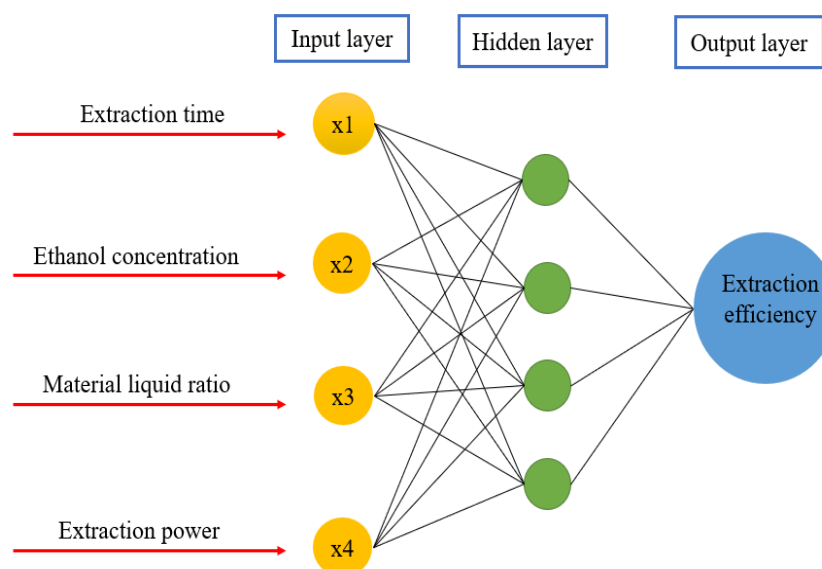 Input layer
Hidden layer
Output layer
Extraction time
x1
Ethanol concentration
x2
Extraction
efficiency
Material liquid ratio
x3
Extraction power
x4